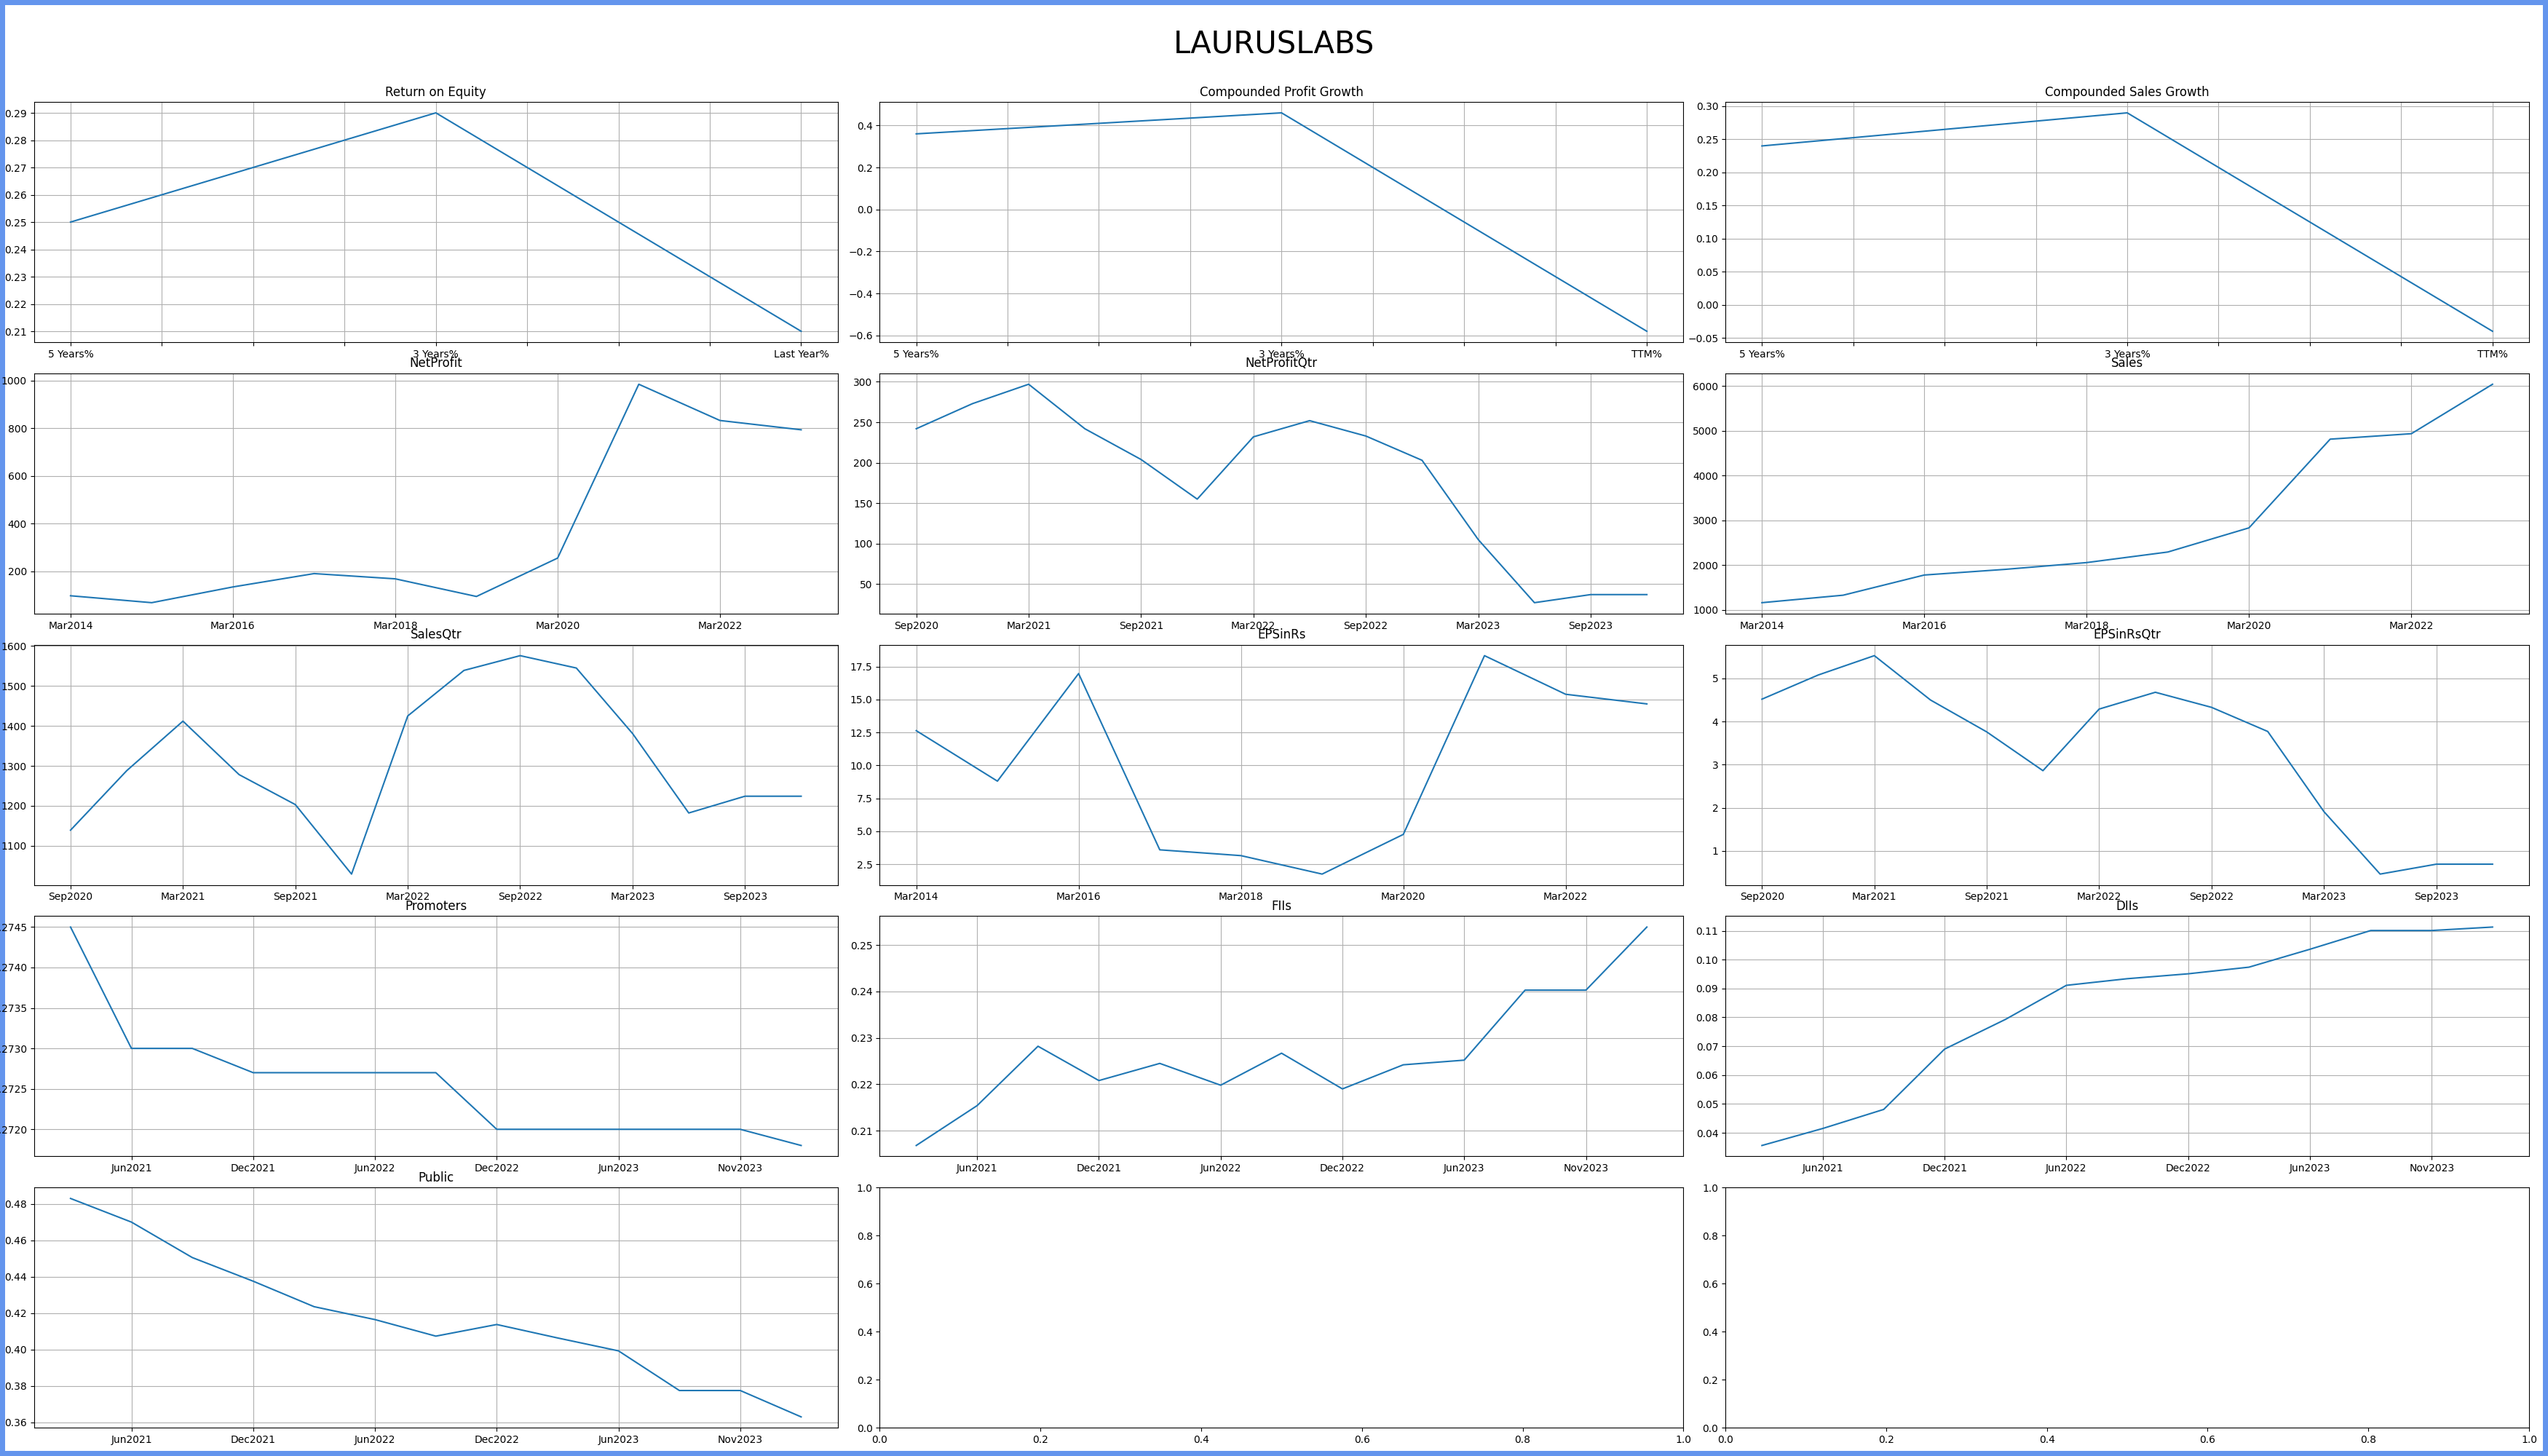 LAURUSLABS
Return on Equity
0.29
0.28
0.27
0.26
0.25
0.24
0.23
0.22
0.21
5 Years%
3 Years%
Last Year%
Compounded Profit Growth
0.4
0.2
0.0
−0.2
−0.4
−0.6
5 Years%
3 Years%
TTM%
Compounded Sales Growth
0.30
0.25
0.20
0.15
0.10
0.05
0.00
−0.05
5 Years%
3 Years%
TTM%
NetProfit
1000
800
600
400
200
Mar2014
Mar2016
Mar2018
Mar2020
Mar2022
NetProfitQtr
300
250
200
150
100
50
Sep2020
Mar2021
Sep2021
Mar2022
Sep2022
Mar2023
Sep2023
Sales
6000
5000
4000
3000
2000
1000
Mar2014
Mar2016
Mar2018
Mar2020
Mar2022
SalesQtr
1600
1500
1400
1300
1200
1100
Sep2020
Mar2021
Sep2021
Mar2022
Sep2022
Mar2023
Sep2023
EPSinRs
17.5
15.0
12.5
10.0
7.5
5.0
2.5
Mar2014
Mar2016
Mar2018
Mar2020
Mar2022
EPSinRsQtr
5
4
3
2
1
Sep2020
Mar2021
Sep2021
Mar2022
Sep2022
Mar2023
Sep2023
Promoters
.2745
.2740
.2735
.2730
.2725
.2720
Jun2021
Dec2021
Jun2022
Dec2022
Jun2023
Nov2023
FIIs
0.25
0.24
0.23
0.22
0.21
Jun2021
Dec2021
Jun2022
Dec2022
Jun2023
Nov2023
DIIs
0.11
0.10
0.09
0.08
0.07
0.06
0.05
0.04
Jun2021
Dec2021
Jun2022
Dec2022
Jun2023
Nov2023
Public
0.48
0.46
0.44
0.42
0.40
0.38
0.36
Jun2021
Dec2021
Jun2022
Dec2022
Jun2023
Nov2023
1.0
0.8
0.6
0.4
0.2
0.0
0.0
0.2
0.4
0.6
0.8
1.0
1.0
0.8
0.6
0.4
0.2
0.0
0.0
0.2
0.4
0.6
0.8
1.0